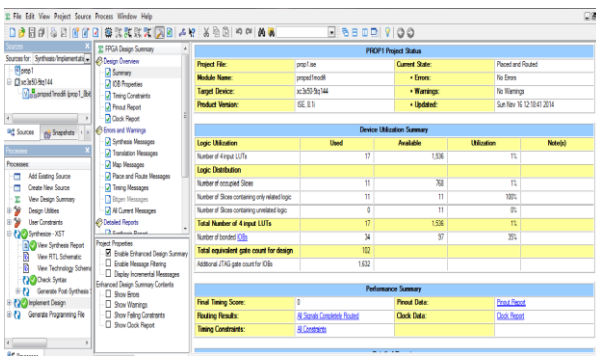 File Edit View Project Source Process Window Help
Sources
Sources for: Synthesis/Implementati
prop1
xc3s50-5tq144
Sources
Snapshots
Processes
Processes:
Add Existing Source
Create New Source
View Design Summary
Design Utilities
User Constraints
Synthesize - XST
View Synthesis Report
View RTL Schematic
View Technology Schema
Check Syntax
Generate Post-Synthesis
Implement Design
Generate Programming File
FPGA Design Summary
Design Overview
Summary
IOB Properties
Timing Constraints
Pinout Report
Clock Report
Errors and Warnings
Synthesis Messages
Translation Messages
Map Messages
Place and Route Messages
Timing Messages
Bitgen Messages
All Current Messages
Detailed Reports
Project Properties
Enable Enhanced Design Summary
Enable Message Filtering
Display Incremental Messages
Enhanced Design Summary Contents
Show Errors
Show Warnings
Show Failing Constraints
Show Clock Report
PROP1 Project Status
Project File: prop1.ise Current State: Placed and Routed
Module Name: proped1modifi • Errors: No Errors
Target Device: xc3s50-5tq144 • Warnings: No Warnings
Product Version: ISE, 8.1i • Updated: Sun Nov 16 12:18:41 2014
Device Utilization Summary
Logic Utilization Used Available Utilization Note(s)
Number of 4 input LUTs 17 1,536 1%
Logic Distribution
Number of occupied Slices 11 768 1%
Number of Slices containing only related logic 11 11 100%
Number of Slices containing unrelated logic 0 11 0%
Total Number of 4 input LUTs 17 1,536 1%
Number of bonded IOBs 34 97 35%
Total equivalent gate count for design 102
Additional JTAG gate count for IOBs 1,632
Performance Summary
Final Timing Score: 0 Pinout Data: Pinout Report
Routing Results: All Signals Completely Routed Clock Data: Clock Report
Timing Constraints: All Constraints